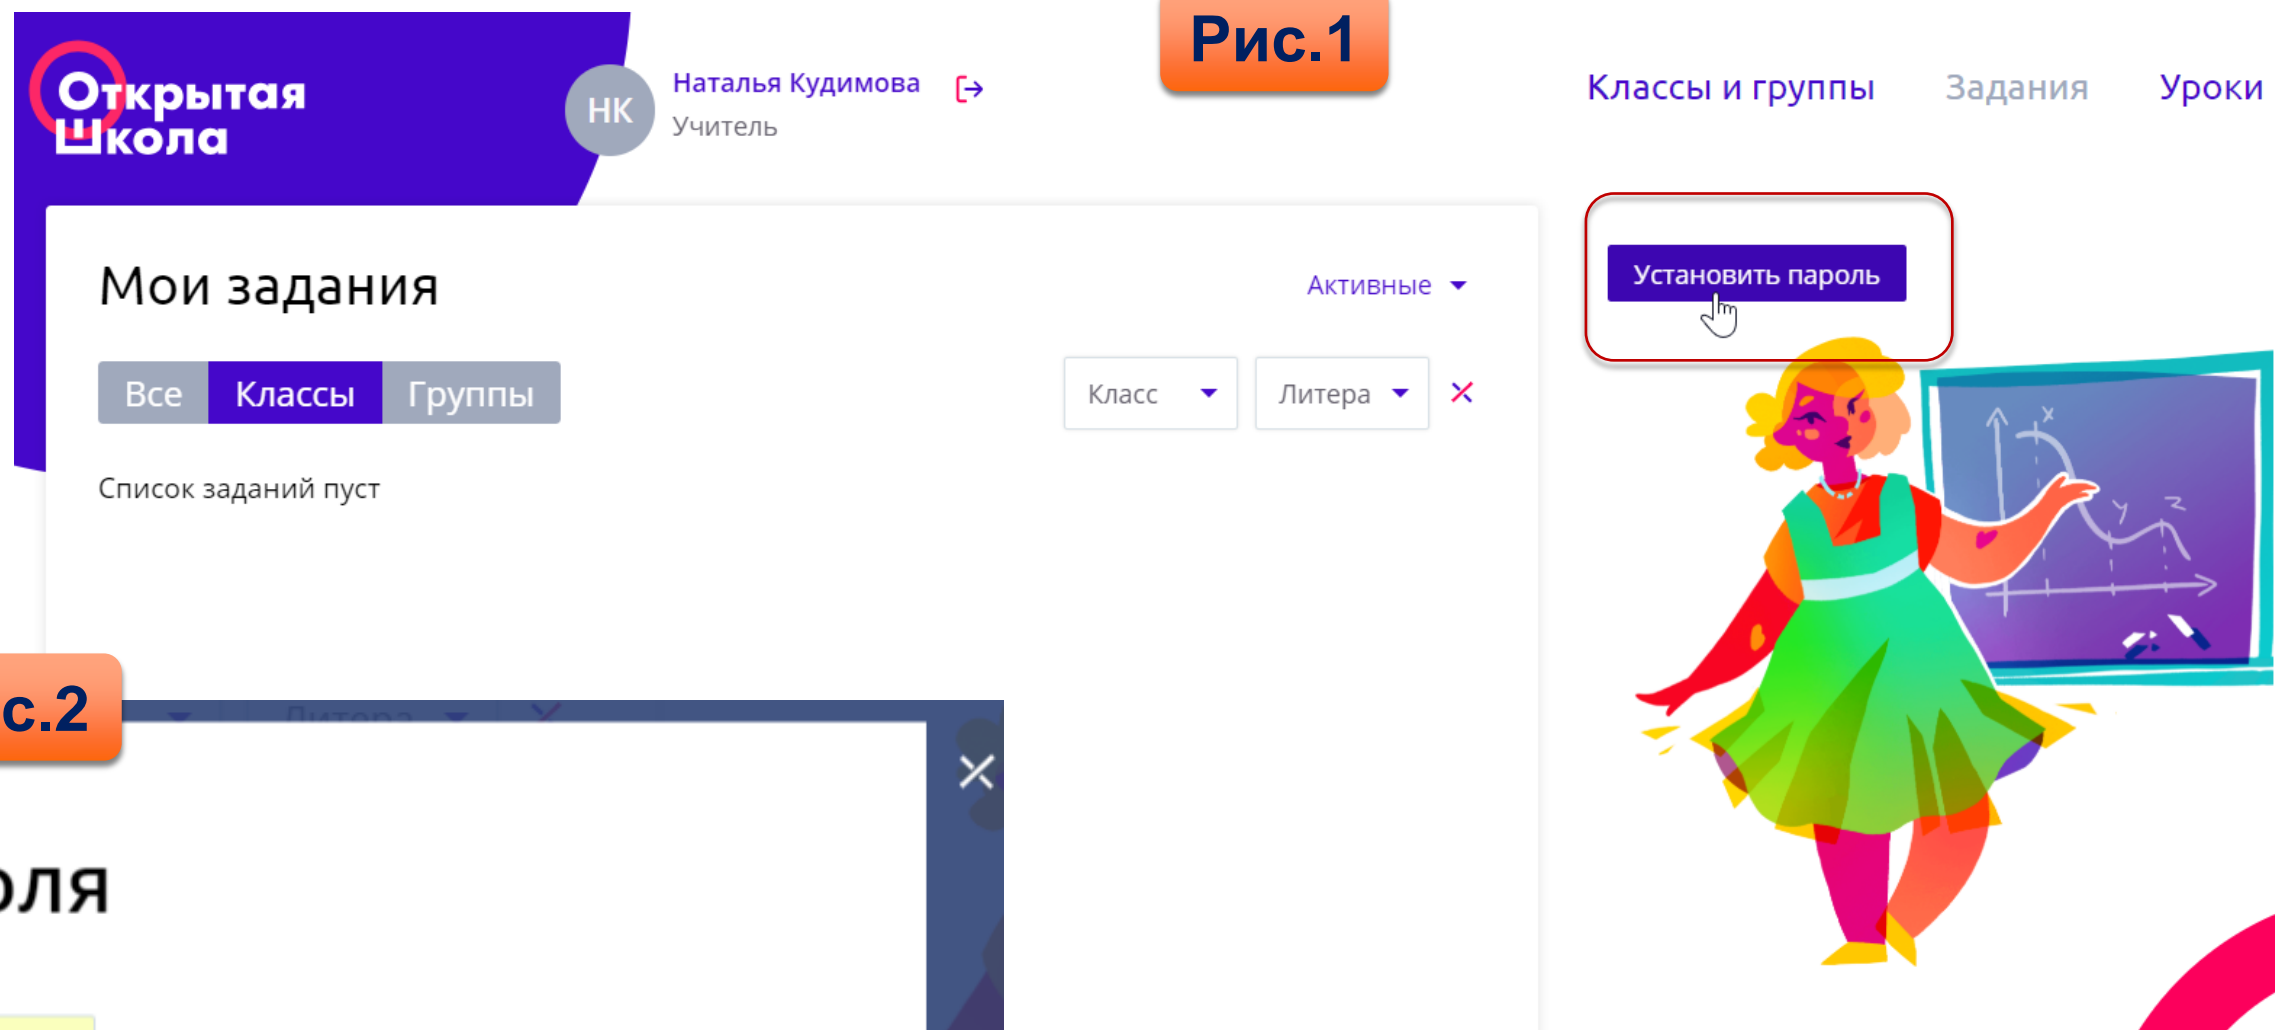 Рис.1
Открытая
Школа
НК
Наталья Кудимова
Учитель
Классы и группы
Задания
Уроки
Мои задания
Активные
Установить пароль
Все
Классы
Группы
Класс
Литера
Список заданий пуст
x
y
z
с.2
Литера
оля